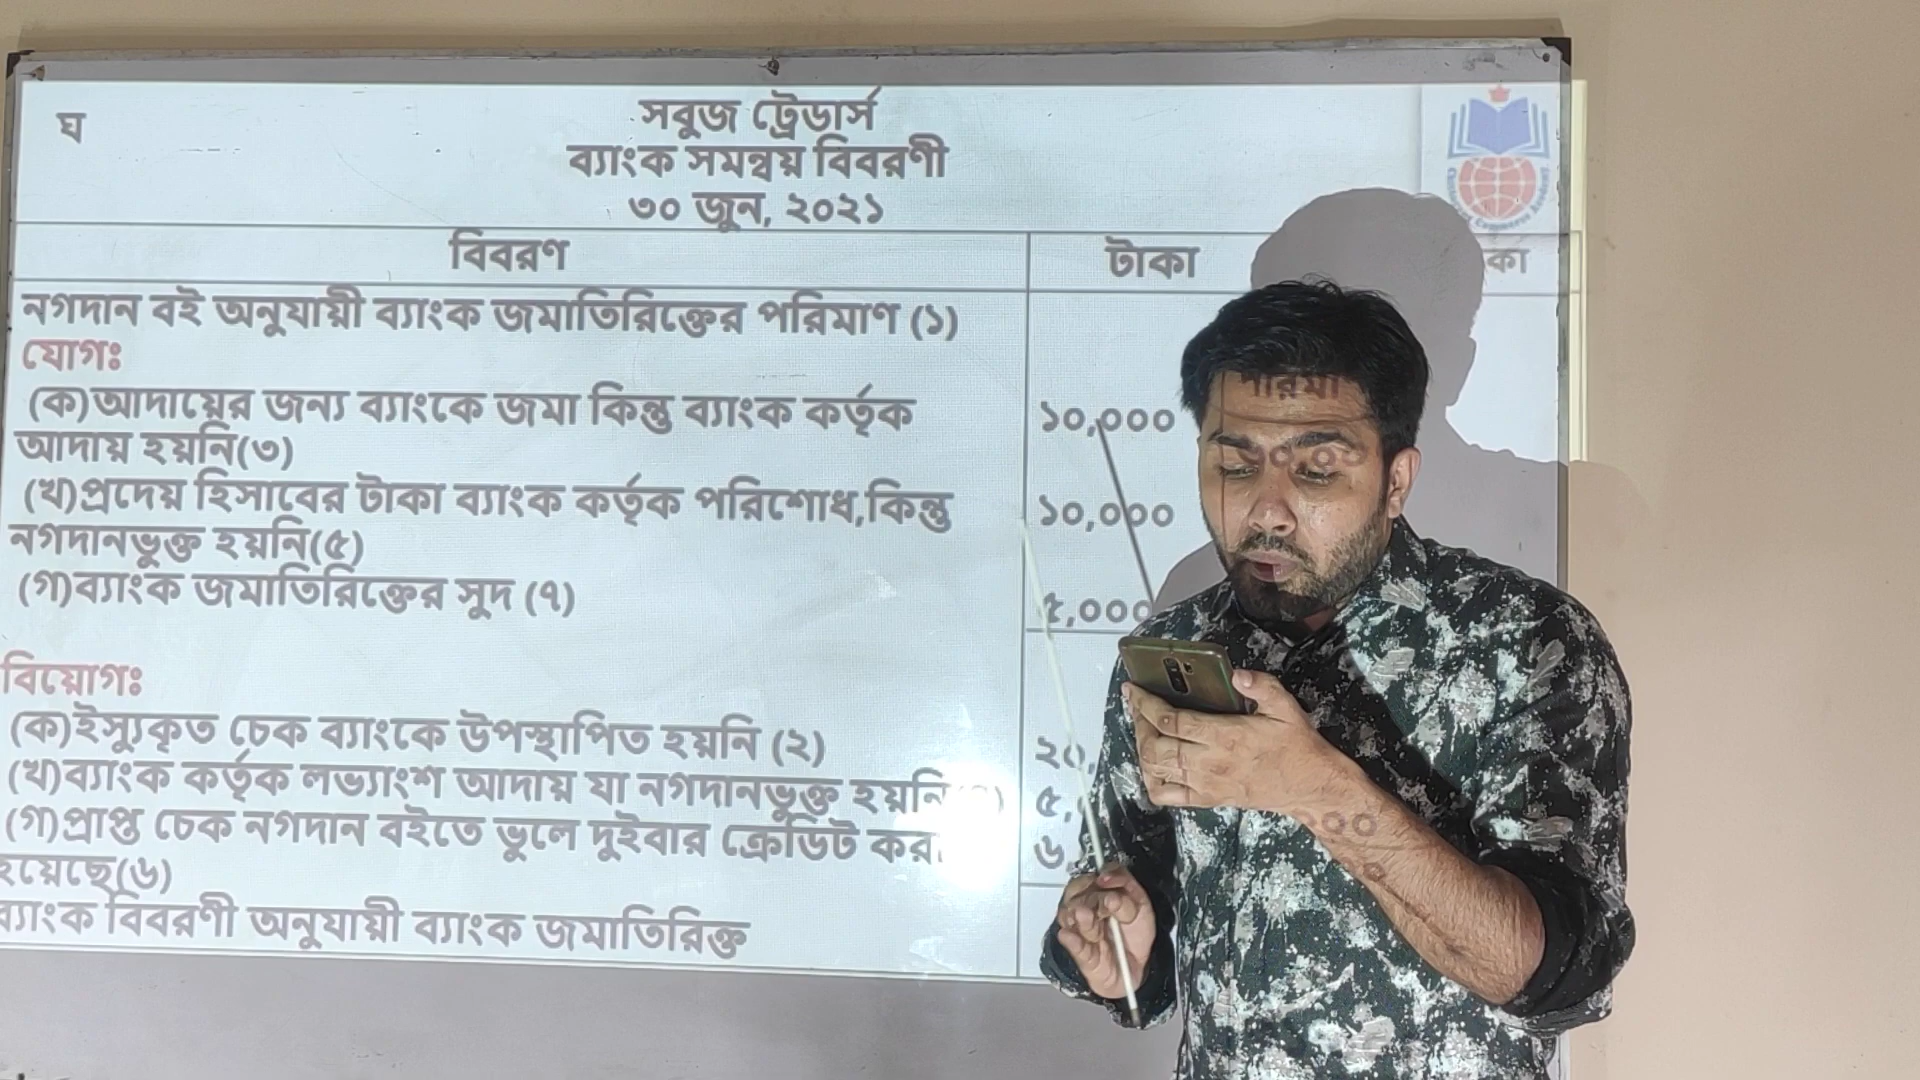 ঘ
সবুজ ট্রেডার্স
ব্যাংক সমন্বয় বিবরণী
৩০ জুন, ২০২১
বিবরণ টাকা
নগদান বই অনুযায়ী ব্যাংক জমাতিরিক্তের পরিমাণ (১)
যোগঃ
(ক)আদায়ের জন্য ব্যাংকে জমা কিন্তু ব্যাংক কর্তৃক ১০,০০০
আদায় হয়নি(৩)
(খ)প্রদেয় হিসাবের টাকা ব্যাংক কর্তৃক পরিশোধ,কিন্তু ১০,০০০
নগদানভুক্ত হয়নি(৫)
(গ)ব্যাংক জমাতিরিক্তের সুদ (৭) ৫,০০০
বিয়োগঃ
(ক)ইস্যুকৃত চেক ব্যাংকে উপস্থাপিত হয়নি (২)
(খ)ব্যাংক কর্তৃক লভ্যাংশ আদায় যা নগদানভুক্ত হয়নি
(গ)প্রাপ্ত চেক নগদান বইতে ভুলে দুইবার ক্রেডিট করা
হয়েছে(৬)
ব্যাংক বিবরণী অনুযায়ী ব্যাংক জমাতিরিক্ত